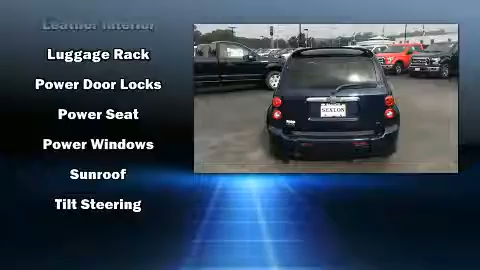 Leather Interior
Luggage Rack
Power Door Locks
Power Seat
Power Windows
Sunroof
Tilt Steering
SEXTON